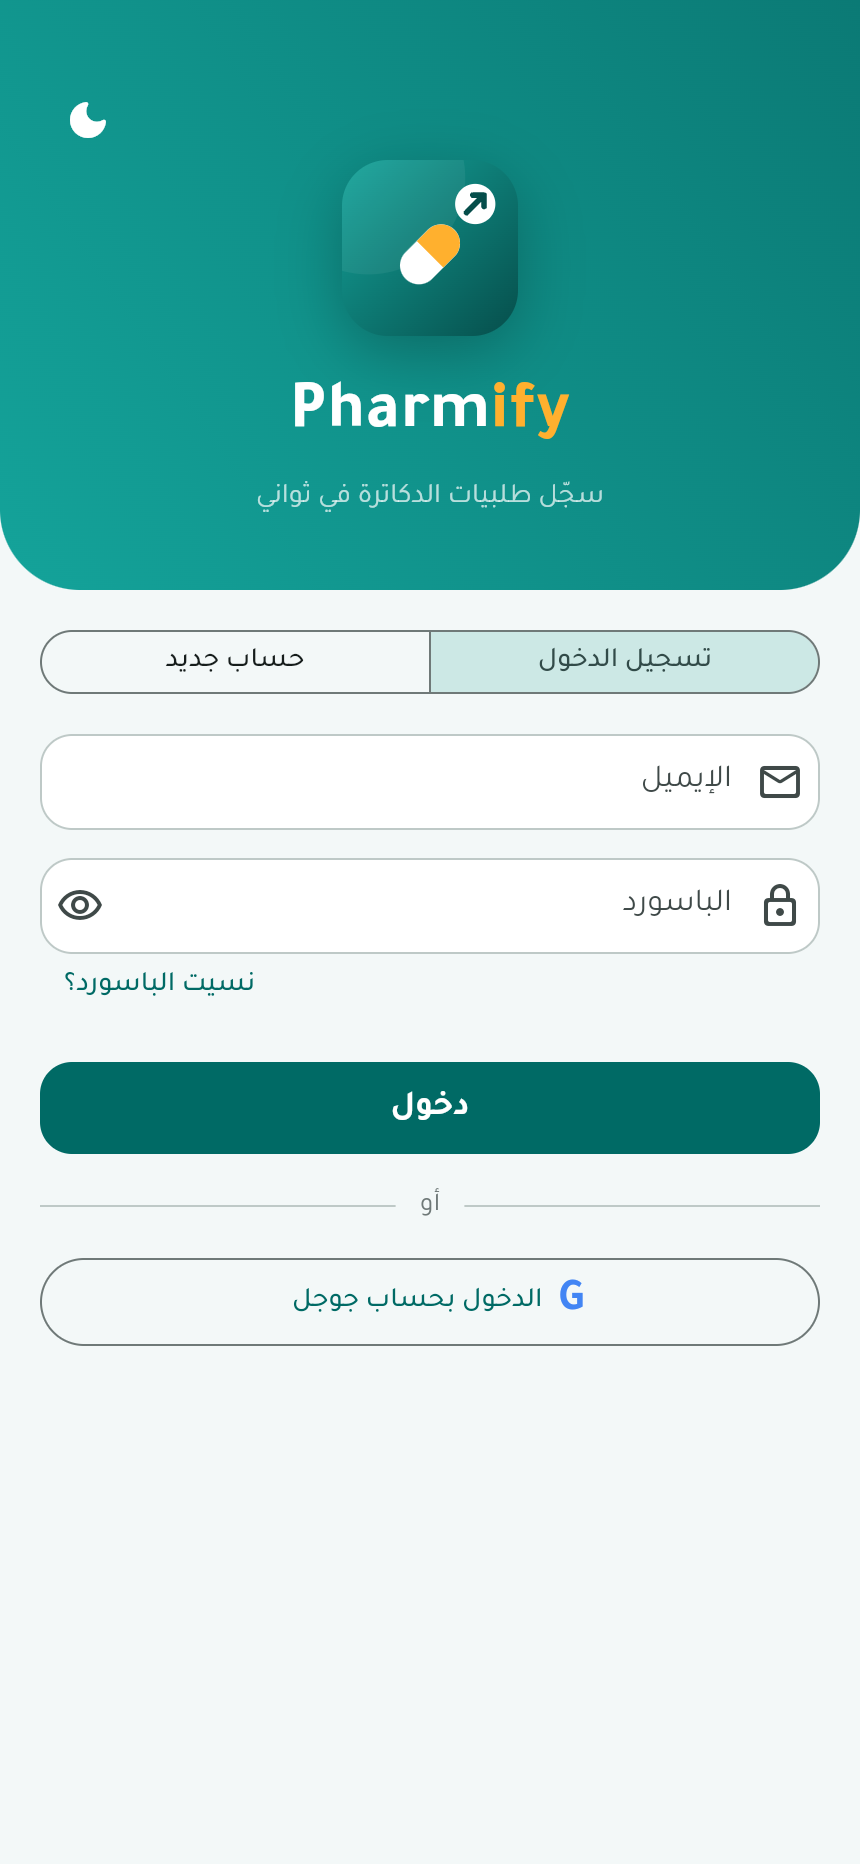 Pharmify
سجّل طلبيات الدكاترة في ثواني
تسجيل الدخول
حساب جديد
الإيميل
الباسورد
نسيت الباسورد؟
دخول
أو
G الدخول بحساب جوجل